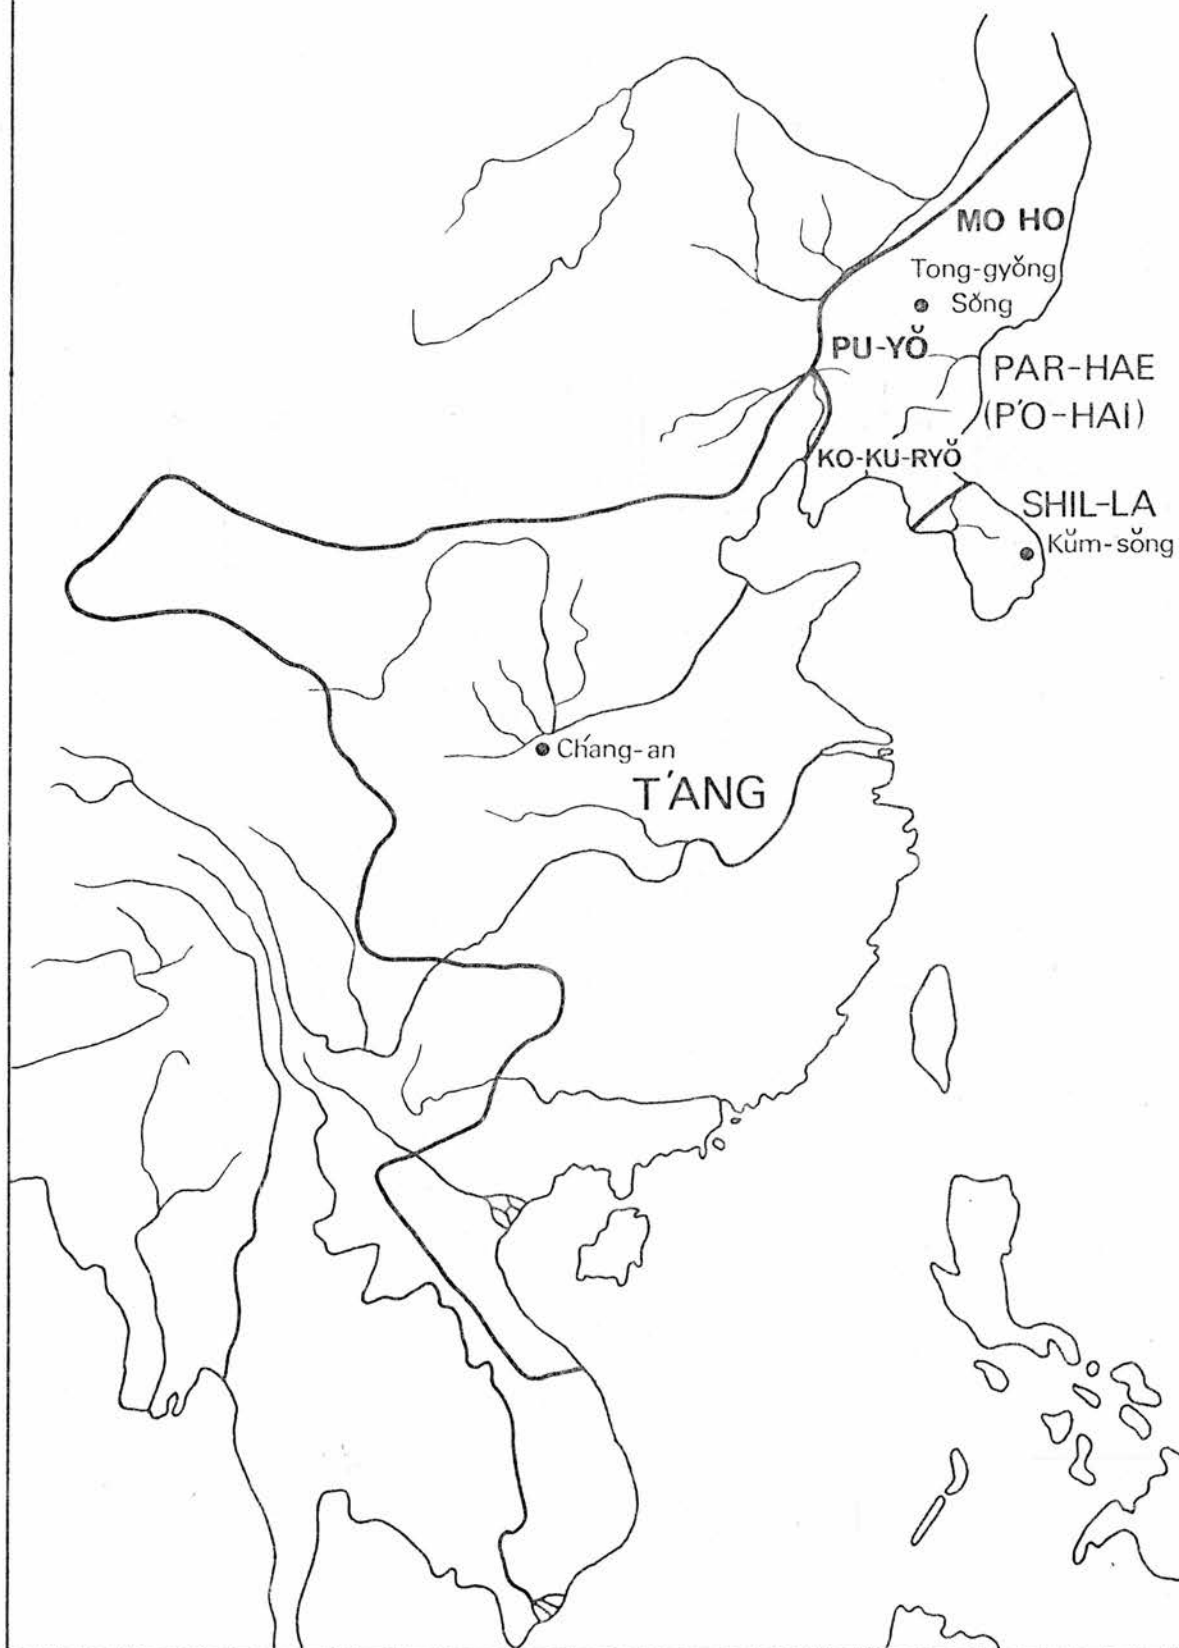 MO HO
Tong-gyŏng
Sŏng
PU-YŎ
PAR-HAE
(P'O-HAI)
KO-KU-RYŎ
SHIL-LA
Kŭm-sŏng
Ch'ang-an
T'ANG